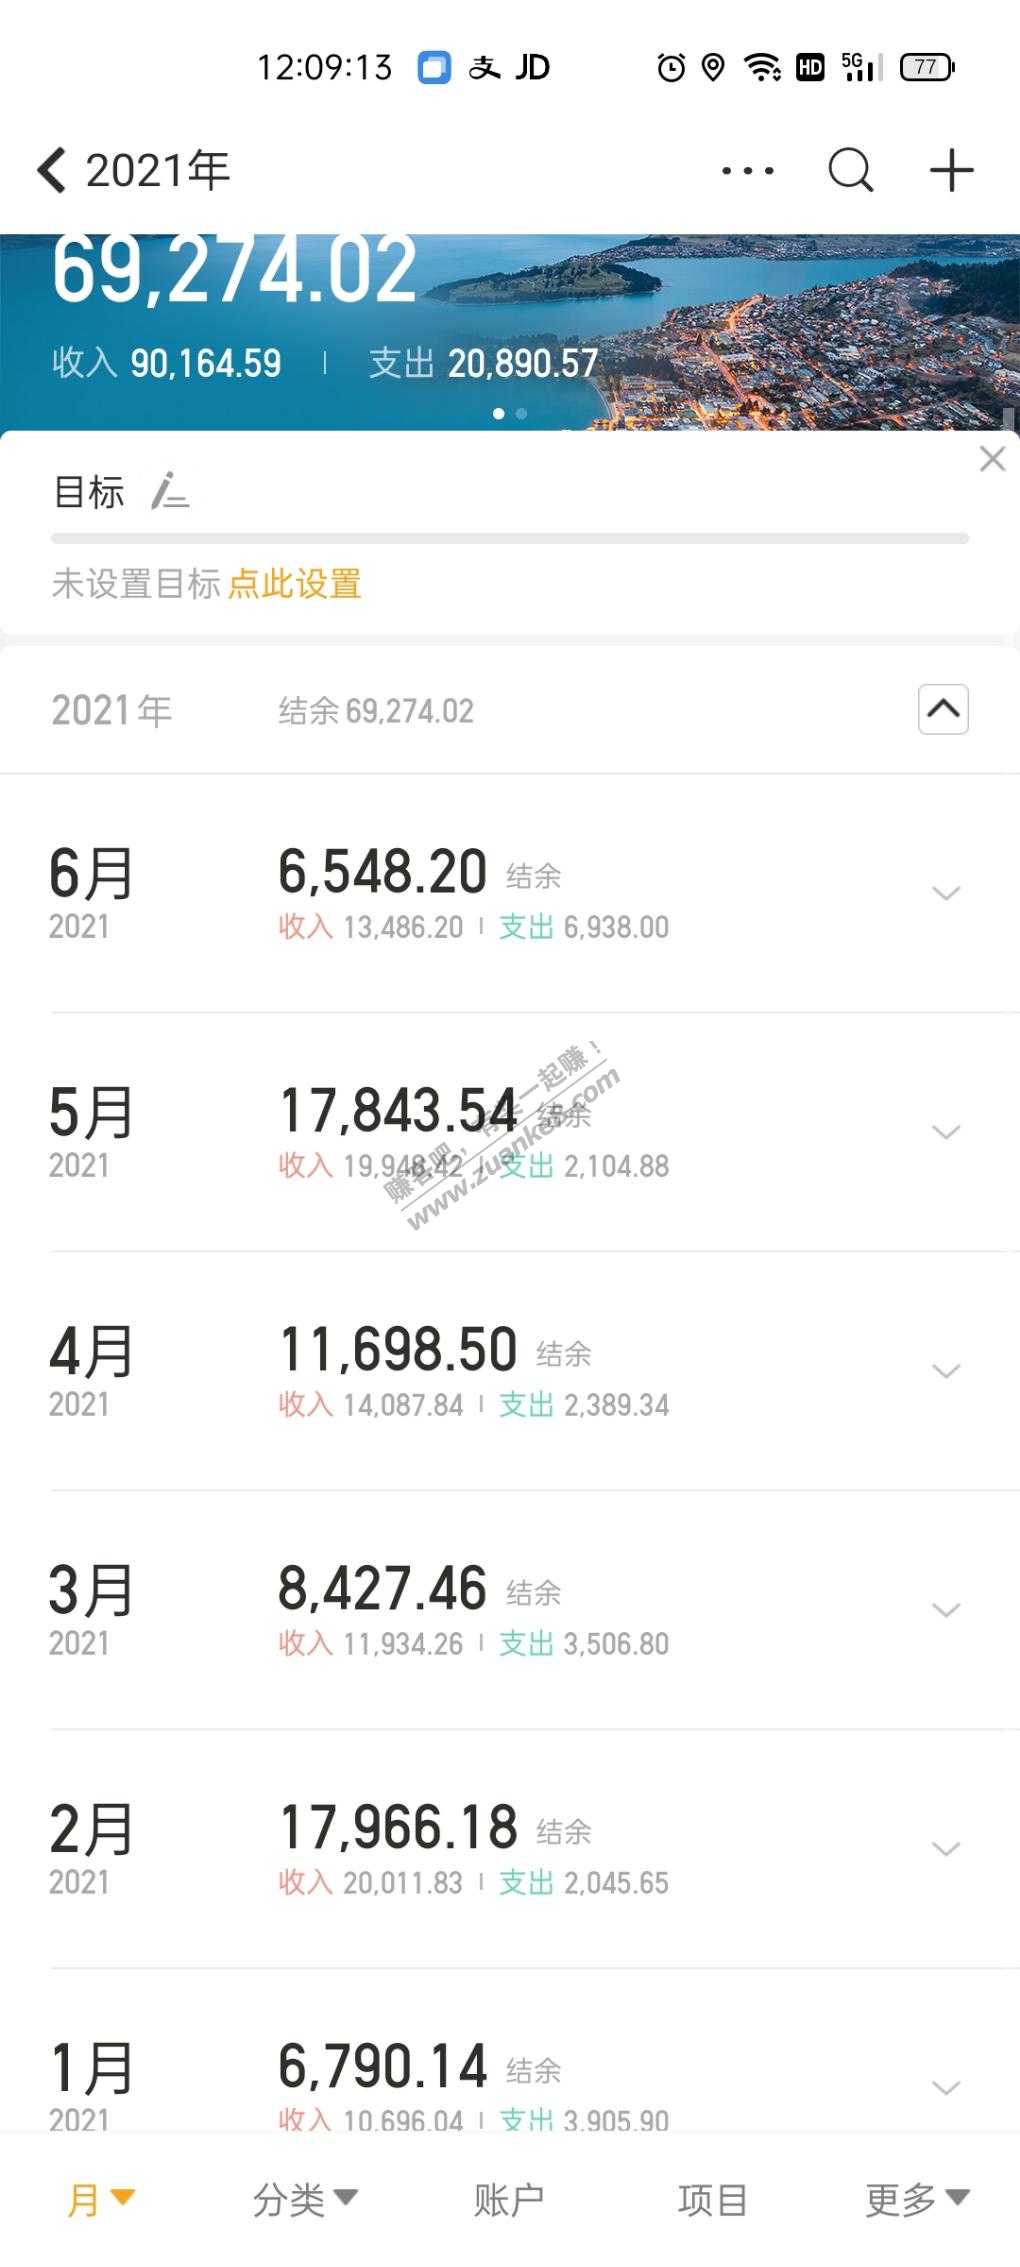 12:09:13 支 JD HD 5G 77
2021年
69,274.02
收入 90,164.59 | 支出 20,890.57
目标
未设置目标 点此设置
2021年 结余 69,274.02
6月 6,548.20 结余
2021 收入 13,486.20 | 支出 6,938.00
5月 17,843.54 结余
2021 收入 19,948.42 | 支出 2,104.88
赚客吧，有奖一起赚！
www.zuanke8.com
4月 11,698.50 结余
2021 收入 14,087.84 | 支出 2,389.34
3月 8,427.46 结余
2021 收入 11,934.26 | 支出 3,506.80
2月 17,966.18 结余
2021 收入 20,011.83 | 支出 2,045.65
1月 6,790.14 结余
2021 收入 10,696.04 | 支出 3,905.90
月 分类 账户 项目 更多